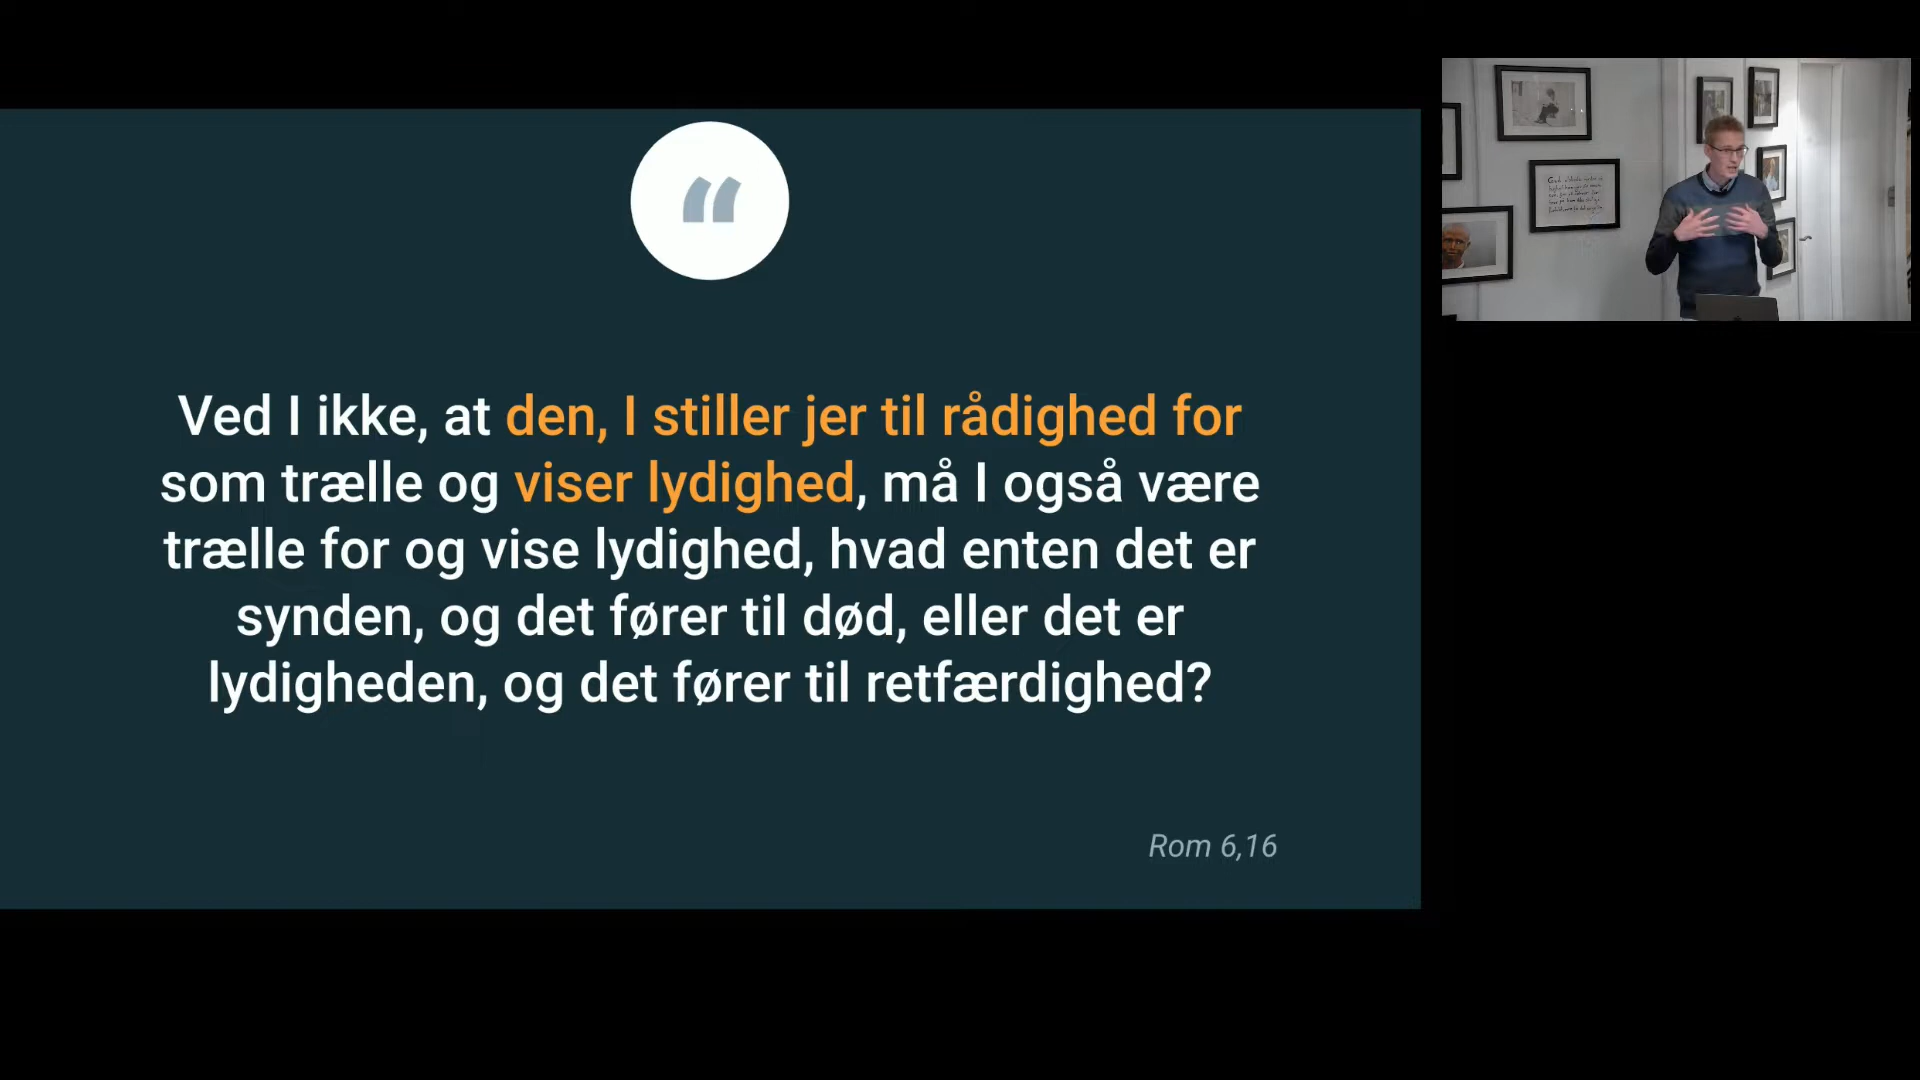 “
Ved I ikke, at den, I stiller jer til rådighed for
som trælle og viser lydighed, må I også være
trælle for og vise lydighed, hvad enten det er
synden, og det fører til død, eller det er
lydigheden, og det fører til retfærdighed?
Rom 6,16